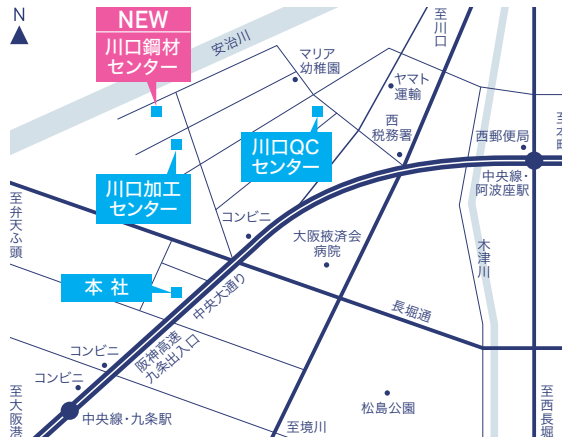 N
NEW
川口鋼材
センター
安治川
マリア
幼稚園
至川口
ヤマト
運輸
西
税務署
西郵便局
至本町
川口QC
センター
中央線・
阿波座駅
川口加工
センター
至弁天ふ頭
コンビニ
大阪掖済会
病院
木津川
本社
中央大通り
長堀通
阪神高速
九条出入口
コンビニ
コンビニ
至大阪港
中央線・九条駅
松島公園
至境川
至西長堀